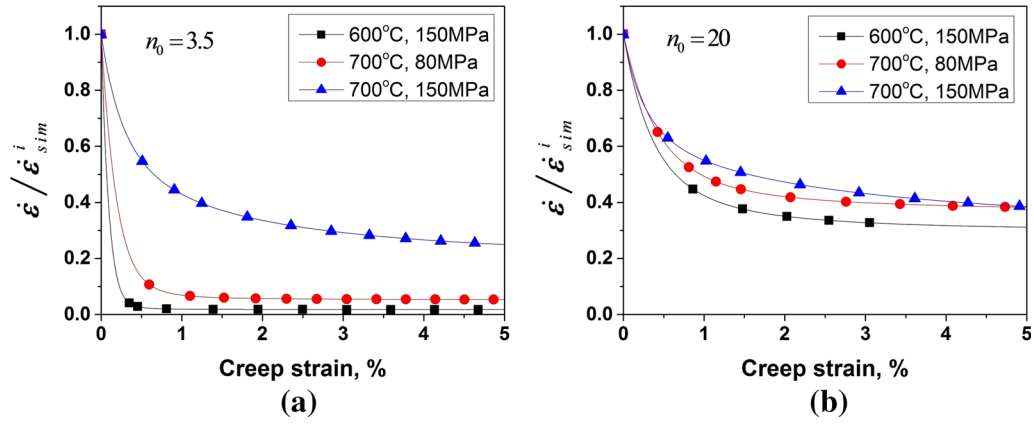 n₀ = 3.5
600°C, 150MPa
700°C, 80MPa
700°C, 150MPa
1.0
0.8
0.6
0.4
0.2
0.0
ε̇ / ε̇ⁱ_sim
0 1 2 3 4 5
Creep strain, %
(a)
n₀ = 20
600°C, 150MPa
700°C, 80MPa
700°C, 150MPa
1.0
0.8
0.6
0.4
0.2
0.0
ε̇ / ε̇ⁱ_sim
0 1 2 3 4 5
Creep strain, %
(b)